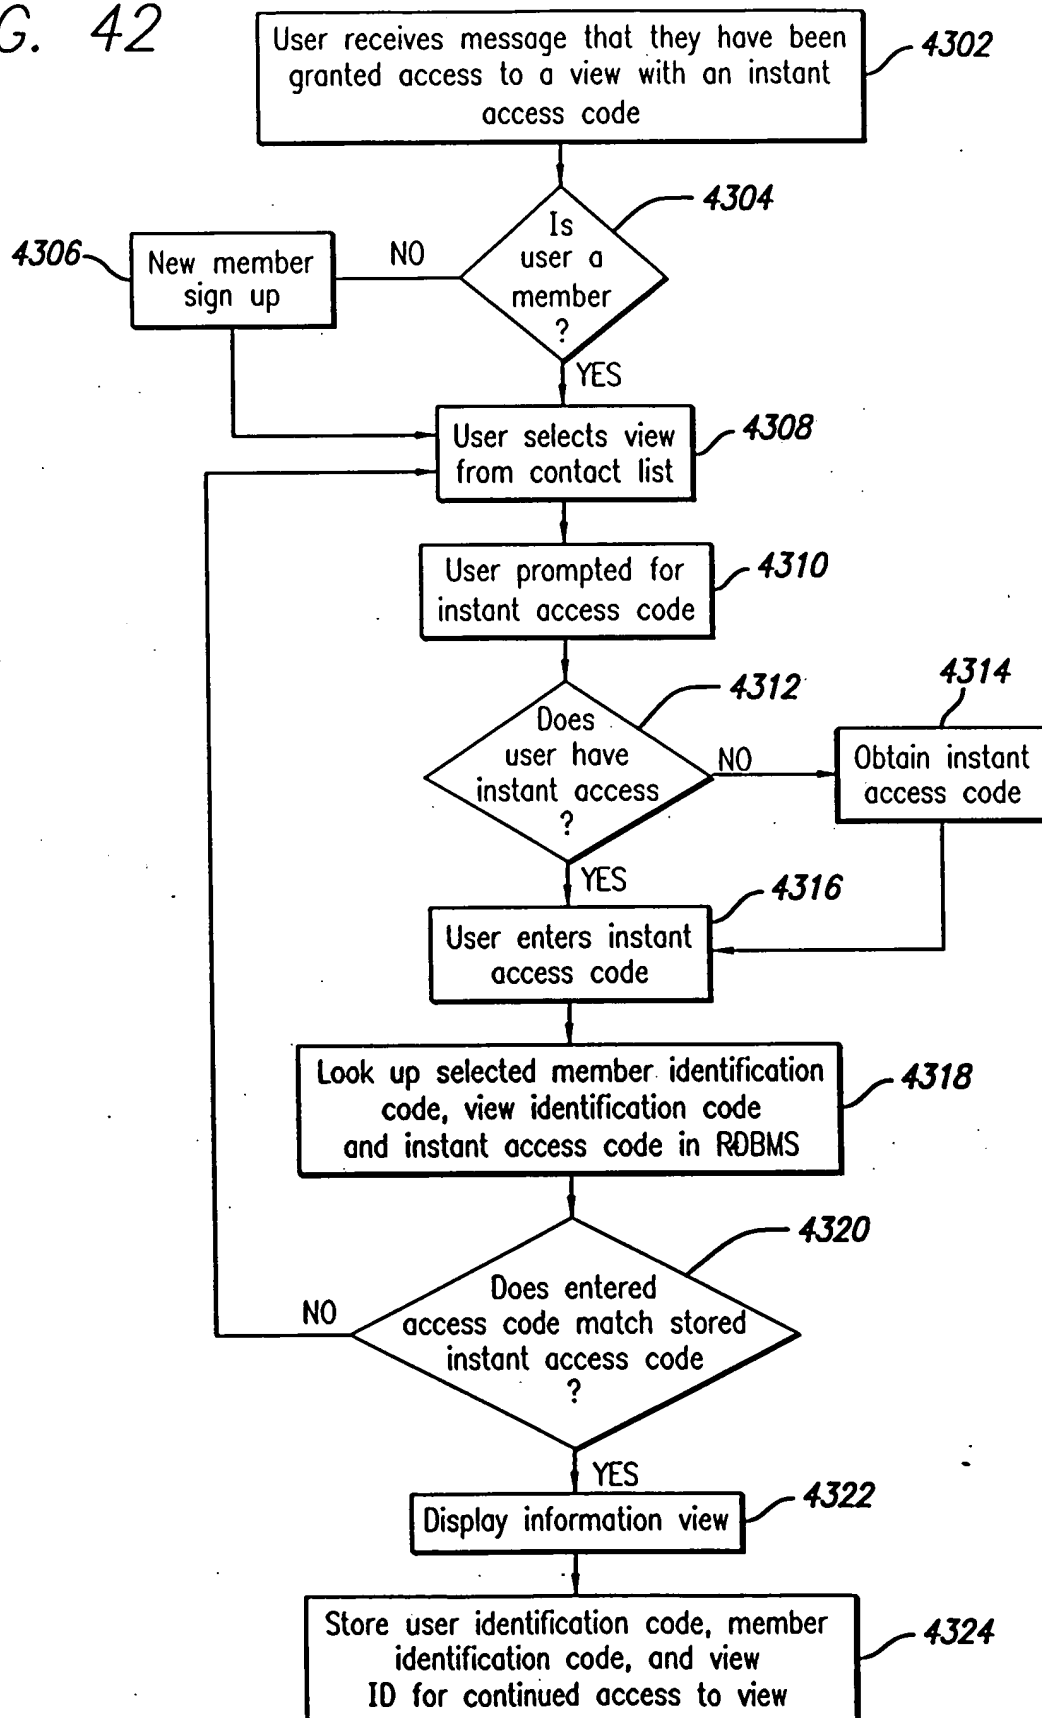 G. 42
User receives message that they have been
granted access to a view with an instant
access code
4302
4304
Is
user a
member
?
NO
4306
New member
sign up
YES
User selects view
from contact list
4308
User prompted for
instant access code
4310
4312
Does
user have
instant access
?
NO
4314
Obtain instant
access code
YES
4316
User enters instant
access code
Look up selected member identification
code, view identification code
and instant access code in RDBMS
4318
4320
Does entered
access code match stored
instant access code
?
NO
YES
4322
Display information view
Store user identification code, member
identification code, and view
ID for continued access to view
4324